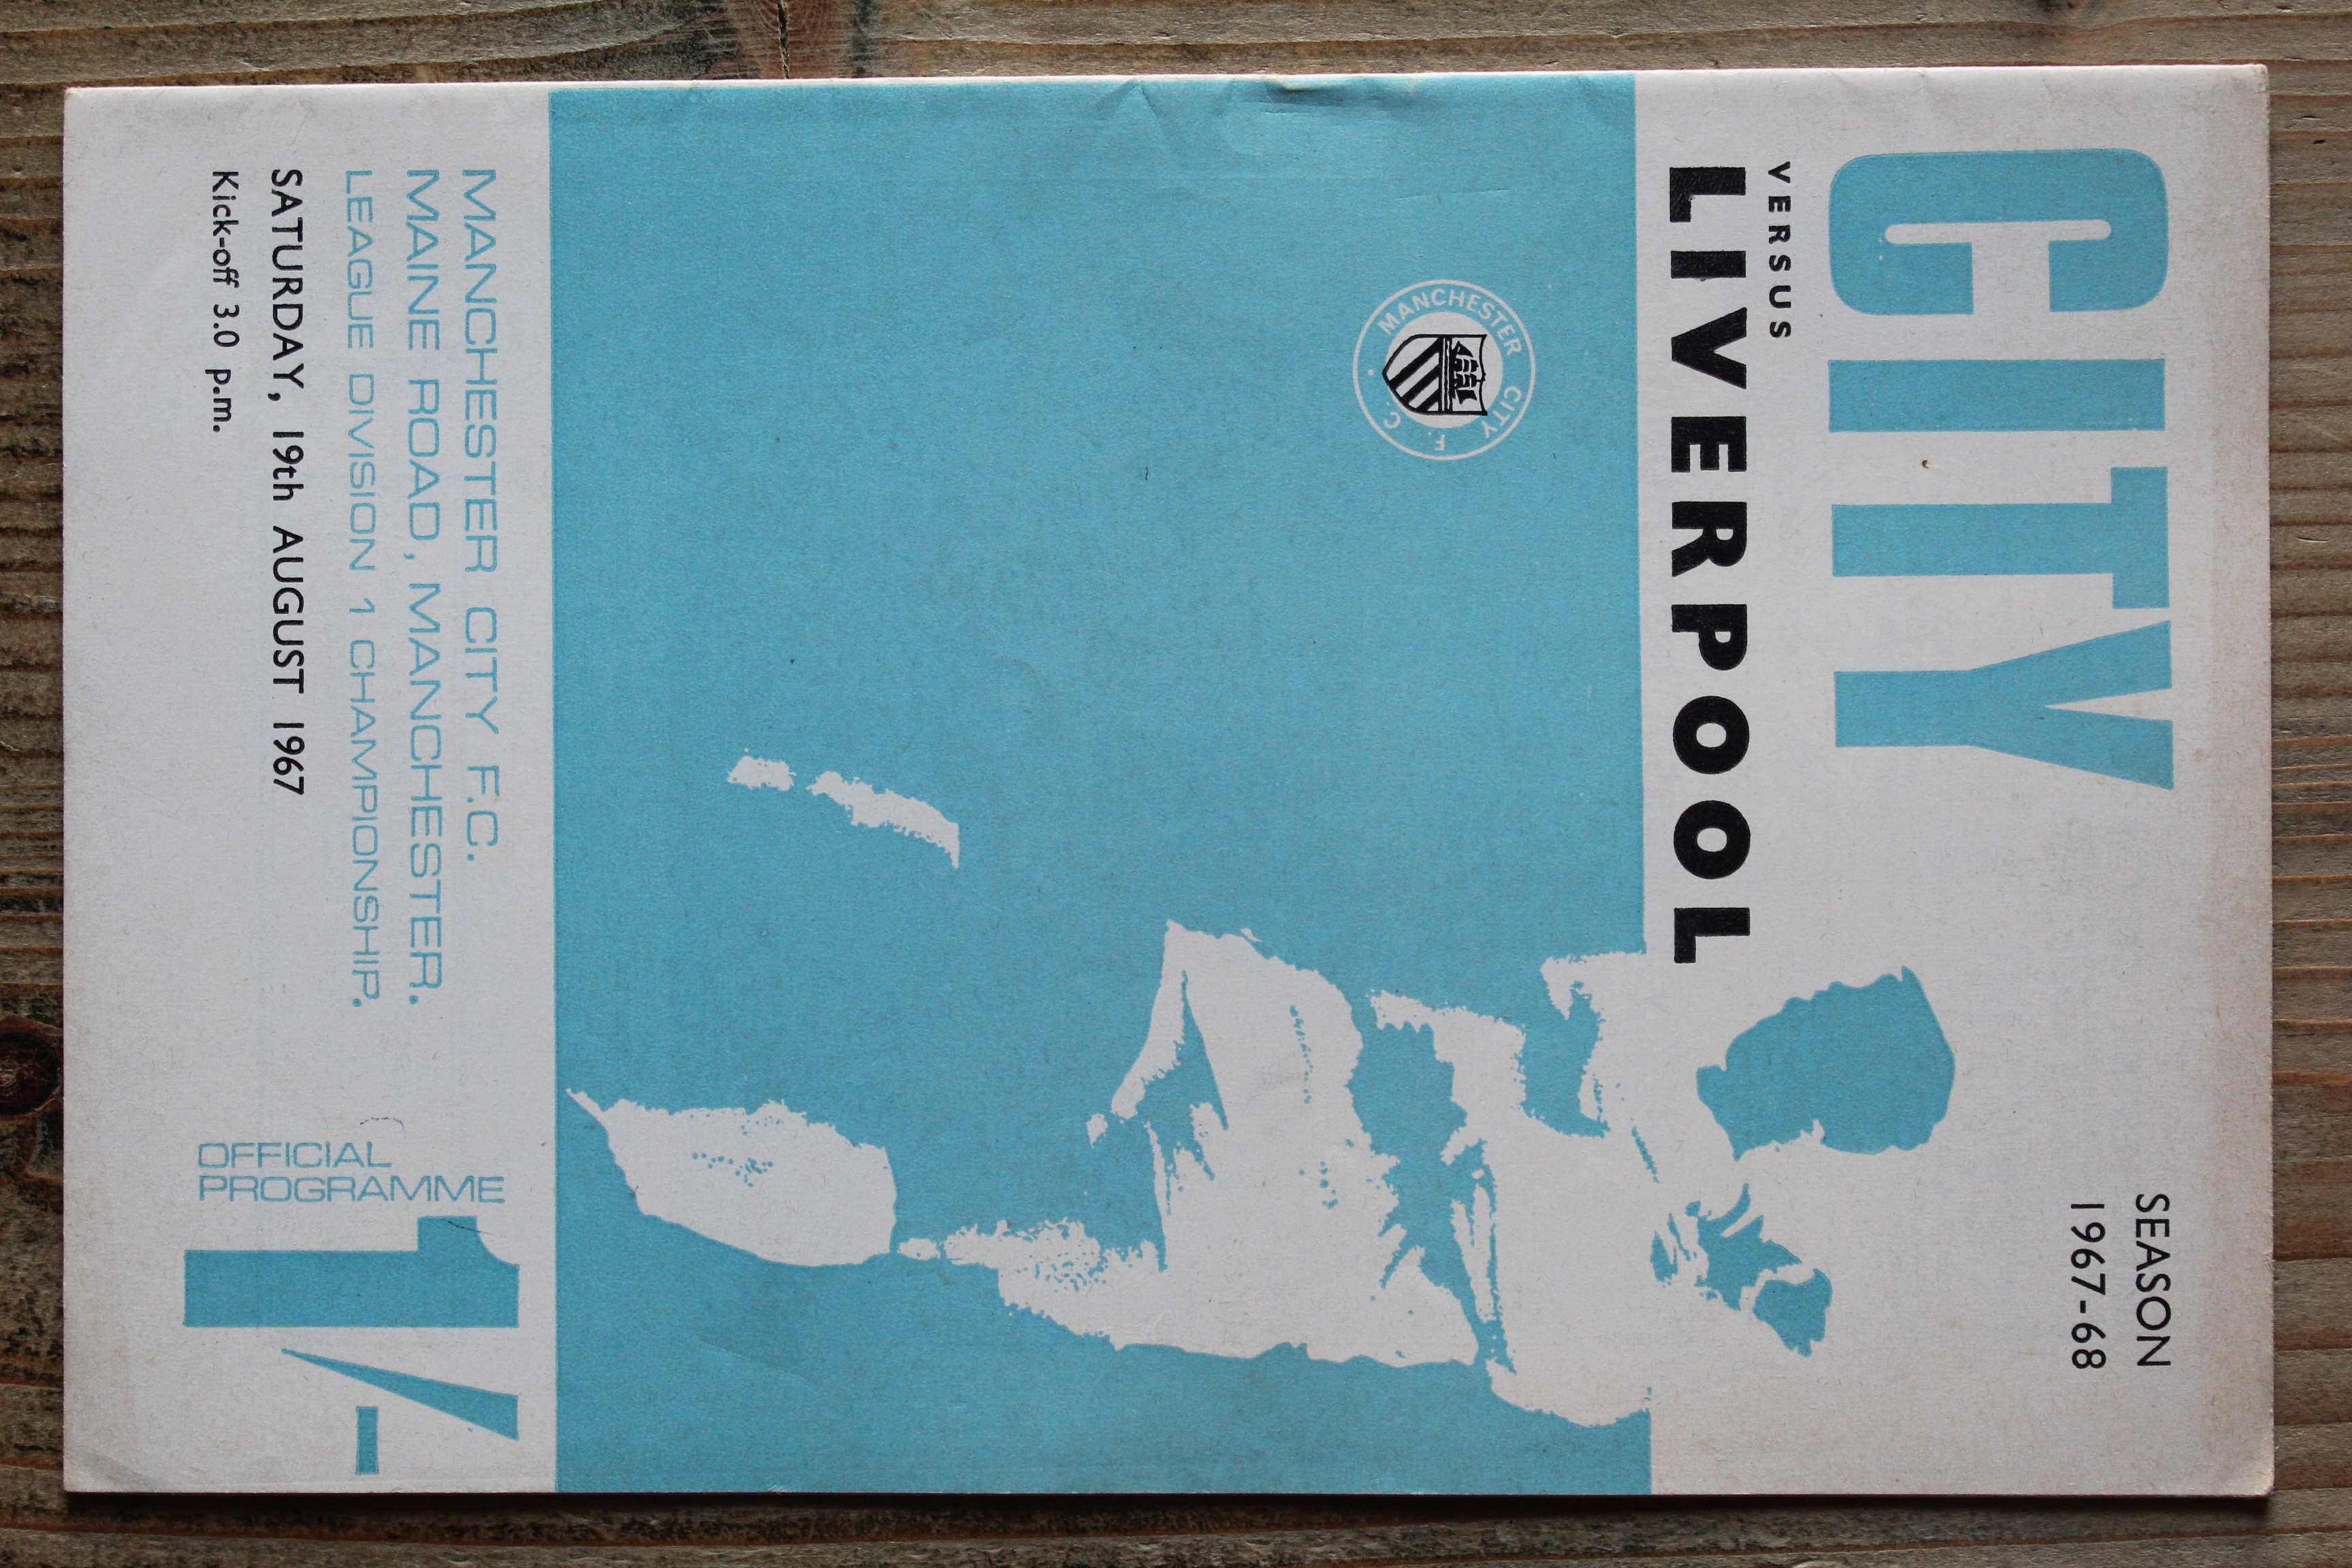 CITY
SEASON
1967-68
VERSUS
LIVERPOOL
MANCHESTER CITY F. C.
MANCHESTER CITY F.C.
MAINE ROAD, MANCHESTER.
LEAGUE DIVISION 1 CHAMPIONSHIP.
SATURDAY, 19th AUGUST 1967
Kick-off 3.0 p.m.
OFFICIAL
PROGRAMME
1/-